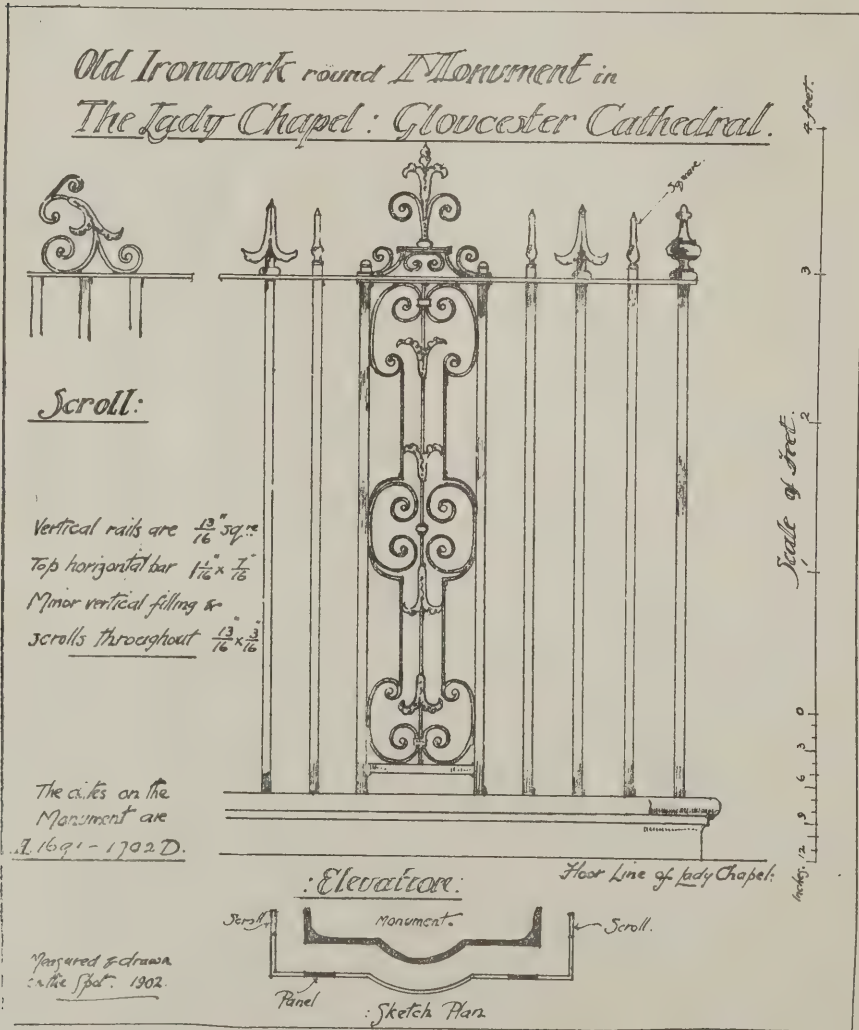 Old Ironwork round Monument in
The Lady Chapel: Gloucester Cathedral.
Square.
4 feet.
3
2
Scale of Feet.
0
3
6
9
12
Inches.
Scroll:
Vertical rails are 13/16" sqre
Top horizontal bar 1 1/16" x 7/16"
Minor vertical filling &
scrolls throughout 13/16" x 3/16"
The dates on the
Monument are
A. 1691 - 1702 D.
Floor Line of Lady Chapel:
:Elevation:
Scroll
Monument.
Scroll.
Panel
:Sketch Plan
Measured & drawn
on the Spot. 1902.